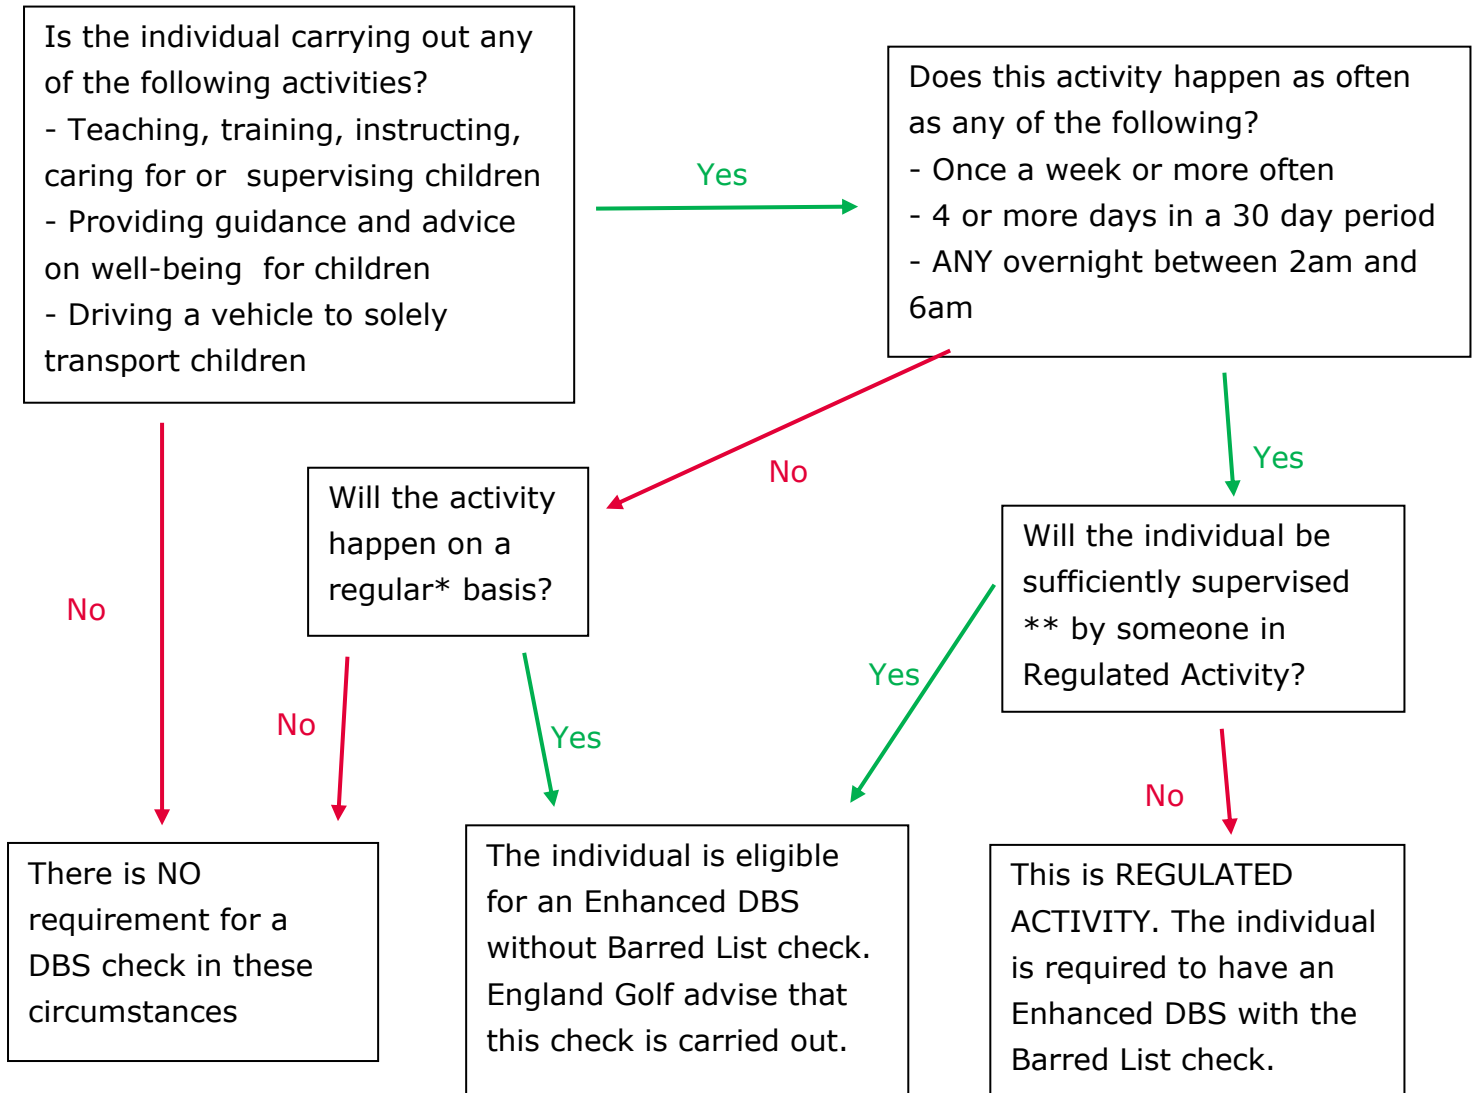 Is the individual carrying out any
of the following activities?
- Teaching, training, instructing,
caring for or supervising children
- Providing guidance and advice
on well-being for children
- Driving a vehicle to solely
transport children
Yes
Does this activity happen as often
as any of the following?
- Once a week or more often
- 4 or more days in a 30 day period
- ANY overnight between 2am and
6am
No
No
Yes
Will the activity
happen on a
regular* basis?
Will the individual be
sufficiently supervised
** by someone in
Regulated Activity?
No
Yes
Yes
No
There is NO
requirement for a
DBS check in these
circumstances
The individual is eligible
for an Enhanced DBS
without Barred List check.
England Golf advise that
this check is carried out.
This is REGULATED
ACTIVITY. The individual
is required to have an
Enhanced DBS with the
Barred List check.